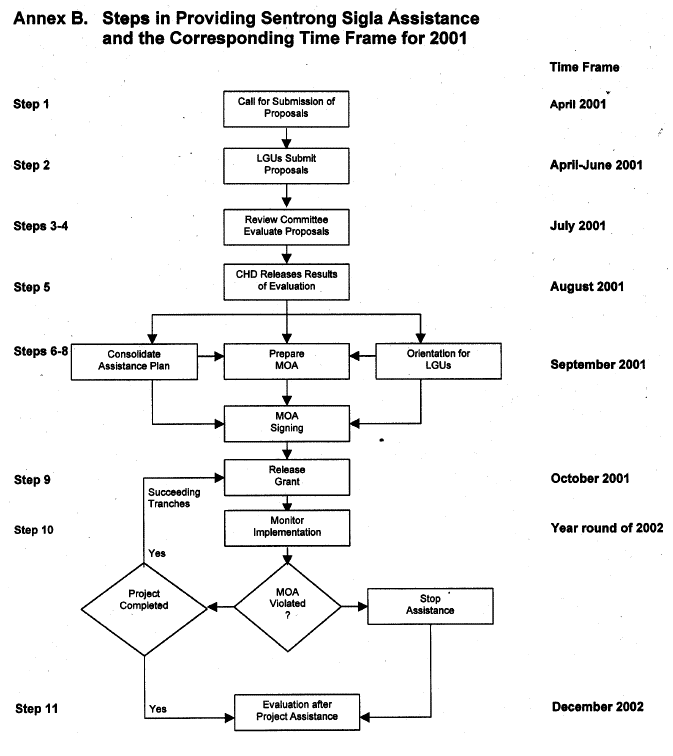 Annex B. Steps in Providing Sentrong Sigla Assistance
and the Corresponding Time Frame for 2001
Time Frame
Step 1
Call for Submission of
Proposals
April 2001
Step 2
LGUs Submit
Proposals
April-June 2001
Steps 3-4
Review Committee
Evaluate Proposals
July 2001
Step 5
CHD Releases Results
of Evaluation
August 2001
Steps 6-8
Consolidate
Assistance Plan
Prepare
MOA
Orientation for
LGUs
September 2001
MOA
Signing
Step 9
Release
Grant
October 2001
Succeeding
Tranches
Step 10
Monitor
Implementation
Year round of 2002
Yes
Project
Completed
MOA
Violated
?
Stop
Assistance
Step 11
Yes
Evaluation after
Project Assistance
December 2002